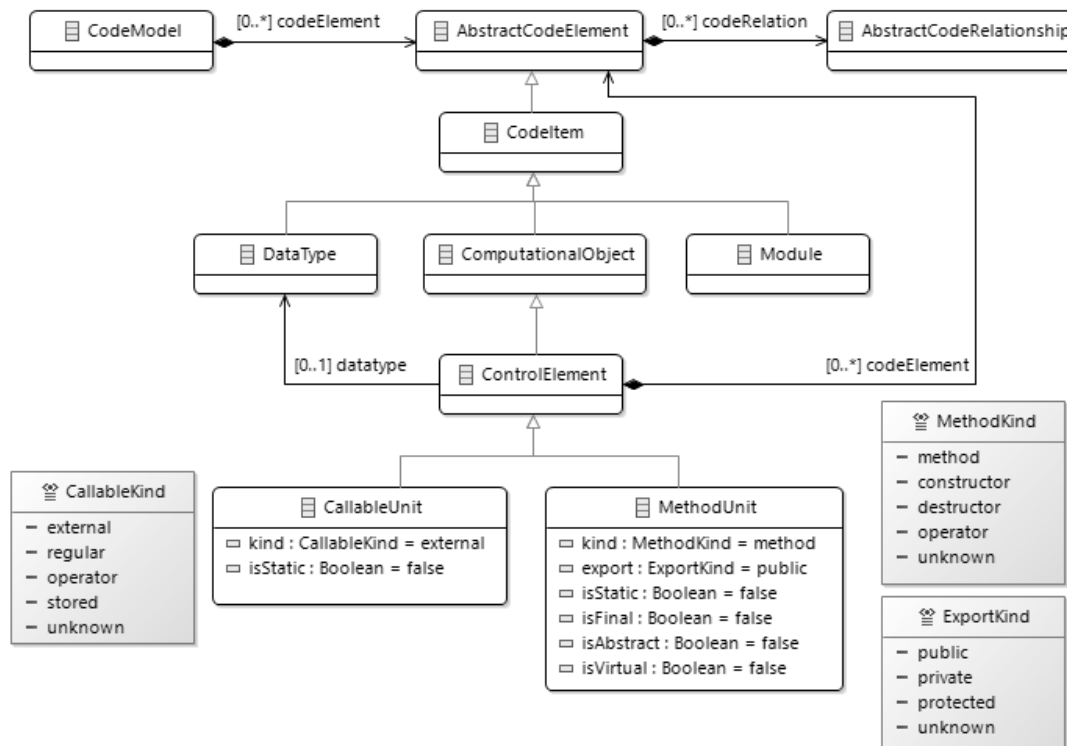 CodeModel
[0..*] codeElement
AbstractCodeElement
[0..*] codeRelation
AbstractCodeRelationship
CodeItem
DataType
ComputationalObject
Module
[0..1] datatype
ControlElement
[0..*] codeElement
CallableKind
external
regular
operator
stored
unknown
CallableUnit
kind : CallableKind = external
isStatic : Boolean = false
MethodUnit
kind : MethodKind = method
export : ExportKind = public
isStatic : Boolean = false
isFinal : Boolean = false
isAbstract : Boolean = false
isVirtual : Boolean = false
MethodKind
method
constructor
destructor
operator
unknown
ExportKind
public
private
protected
unknown